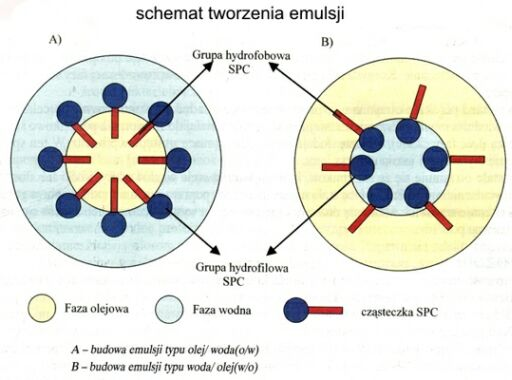 schemat tworzenia emulsji
A)
B)
Grupa hydrofobowa
SPC
Grupa hydrofilowa
SPC
Faza olejowa
Faza wodna
cząsteczka SPC
A – budowa emulsji typu olej/ woda(o/w)
B – budowa emulsji typu woda/ olej(w/o)